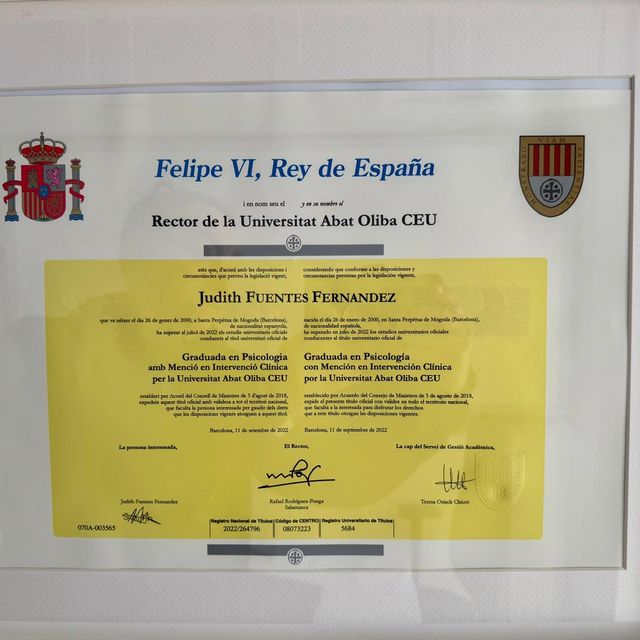 Felipe VI, Rey de España
i en nom seu el y en su nombre el
Rector de la Universitat Abat Oliba CEU
atès que, d'acord amb les disposicions i
circumstàncies que preveu la legislació vigent,
considerando que conforme a las disposiciones y
circunstancias previstas por la legislación vigente,
Judith FUENTES FERNANDEZ
que va néixer el dia 26 de gener de 2000, a Santa Perpètua de Mogoda (Barcelona),
de nacionalitat espanyola,
ha superat al juliol de 2022 els estudis universitaris oficials
conduents al títol universitari oficial de
nacida el día 26 de enero de 2000, en Santa Perpètua de Mogoda (Barcelona),
de nacionalidad española,
ha superado en julio de 2022 los estudios universitarios oficiales
conducentes al título universitario oficial de
Graduada en Psicologia
amb Menció en Intervenció Clínica
per la Universitat Abat Oliba CEU
Graduada en Psicología
con Mención en Intervención Clínica
por la Universitat Abat Oliba CEU
establert per Acord del Consell de Ministres de 3 d'agost de 2018,
expedeix aquest títol oficial amb validesa a tot el territori nacional,
que faculta la persona interessada per gaudir dels drets
que les disposicions vigents atorguen a aquest títol.
establecido por Acuerdo del Consejo de Ministros de 3 de agosto de 2018,
expide el presente título oficial con validez en todo el territorio nacional,
que faculta a la interesada para disfrutar los derechos
que a este título otorgan las disposiciones vigentes.
Barcelona, 11 de setembre de 2022
Barcelona, 11 de septiembre de 2022
La persona interessada,
El Rector,
La cap del Servei de Gestió Acadèmica,
Judith Fuentes Fernandez
Rafael Rodríguez-Ponga
Salamanca
Teresa Orisch Chicot
070A-003565
Registro Nacional de Títulos Código de CENTRO Registro Universitario de Títulos
2022/264796 08073223 5684